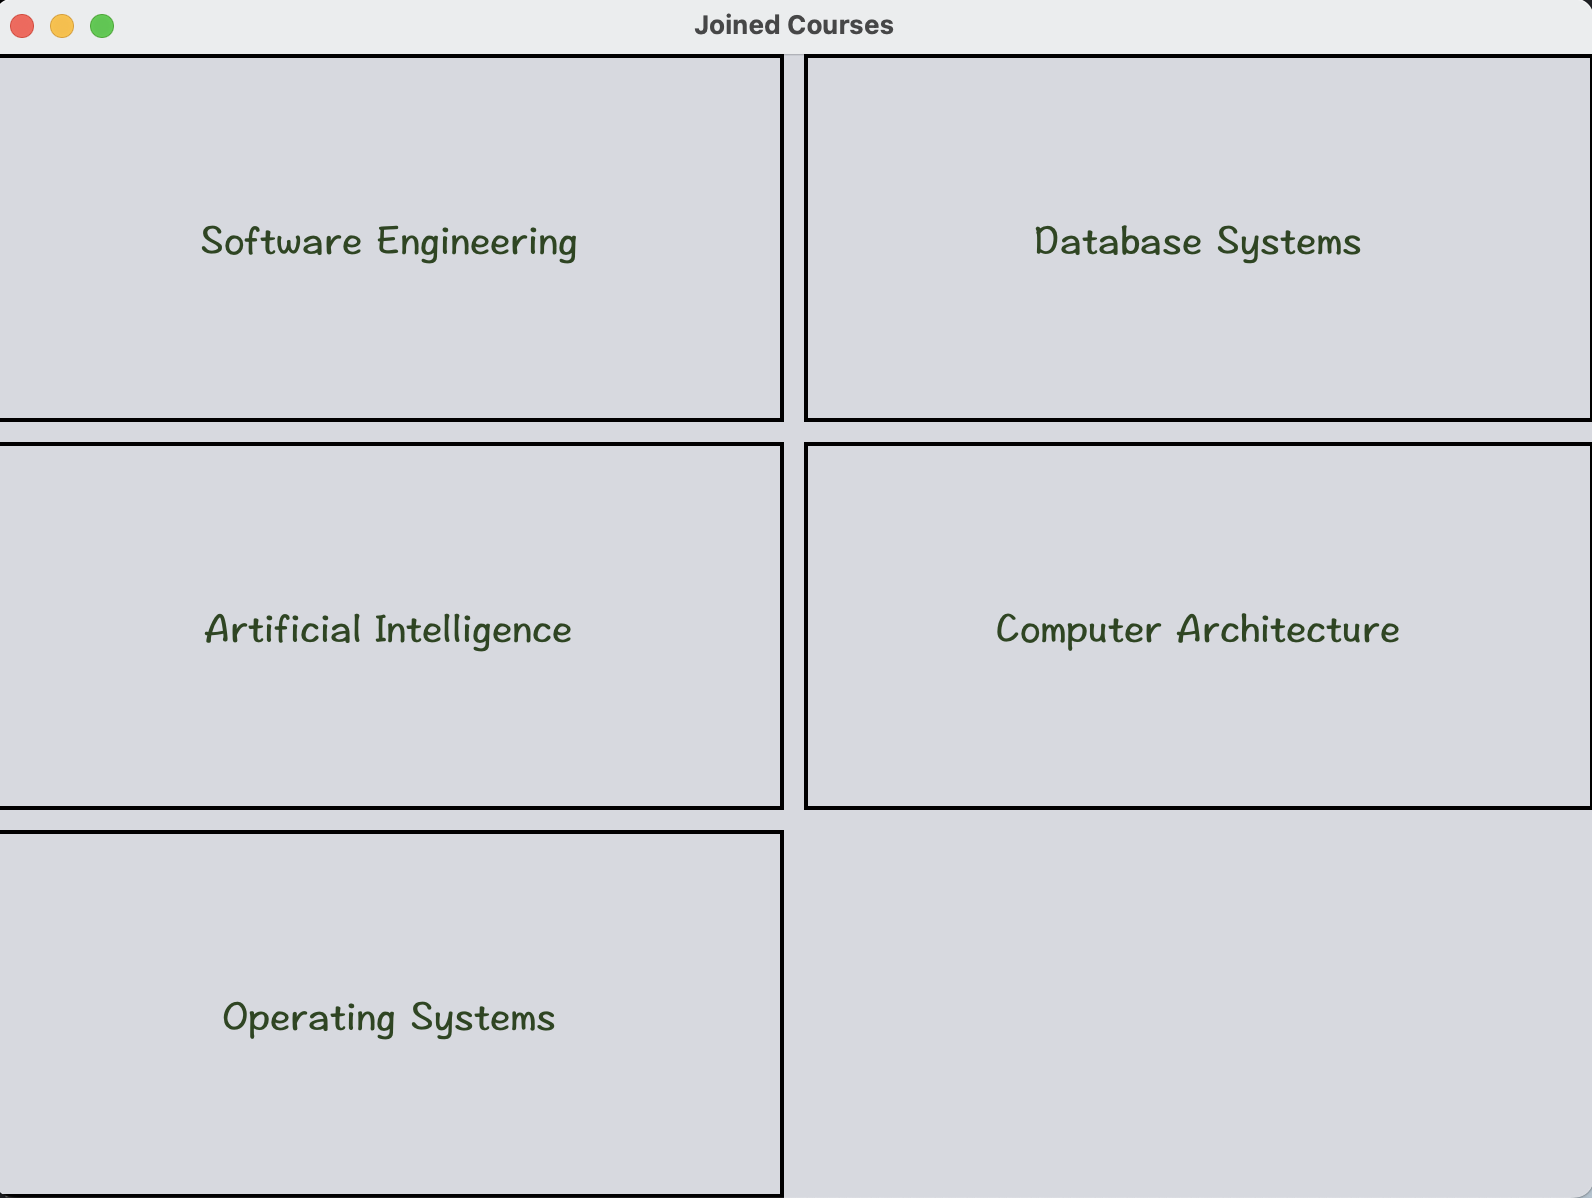 Joined Courses
Software Engineering
Database Systems
Artificial Intelligence
Computer Architecture
Operating Systems